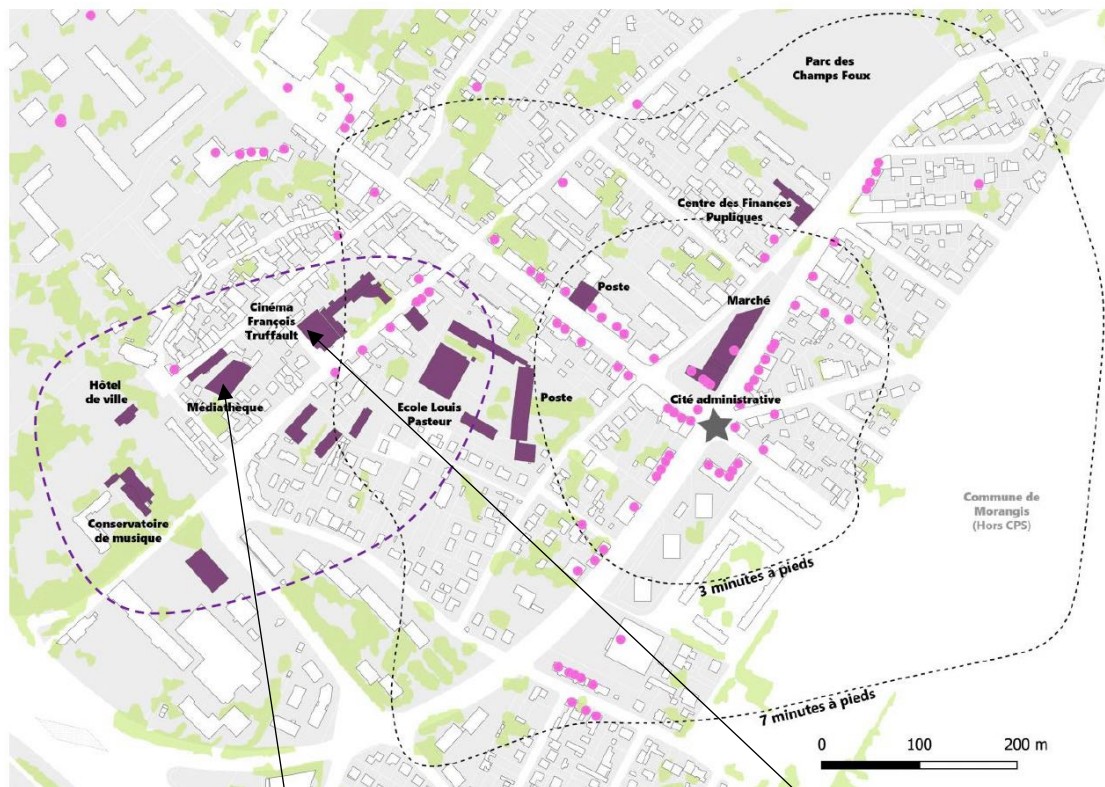 Parc des
Champs Foux
Centre des Finances
Pupliques
Cinéma
François
Truffault
Poste
Marché
Hôtel
de ville
Médiathèque
Ecole Louis
Pasteur
Poste
Cité administrative
Conservatoire
de musique
Commune de
Morangis
(Hors CPS)
3 minutes à pieds
7 minutes à pieds
0 100 200 m